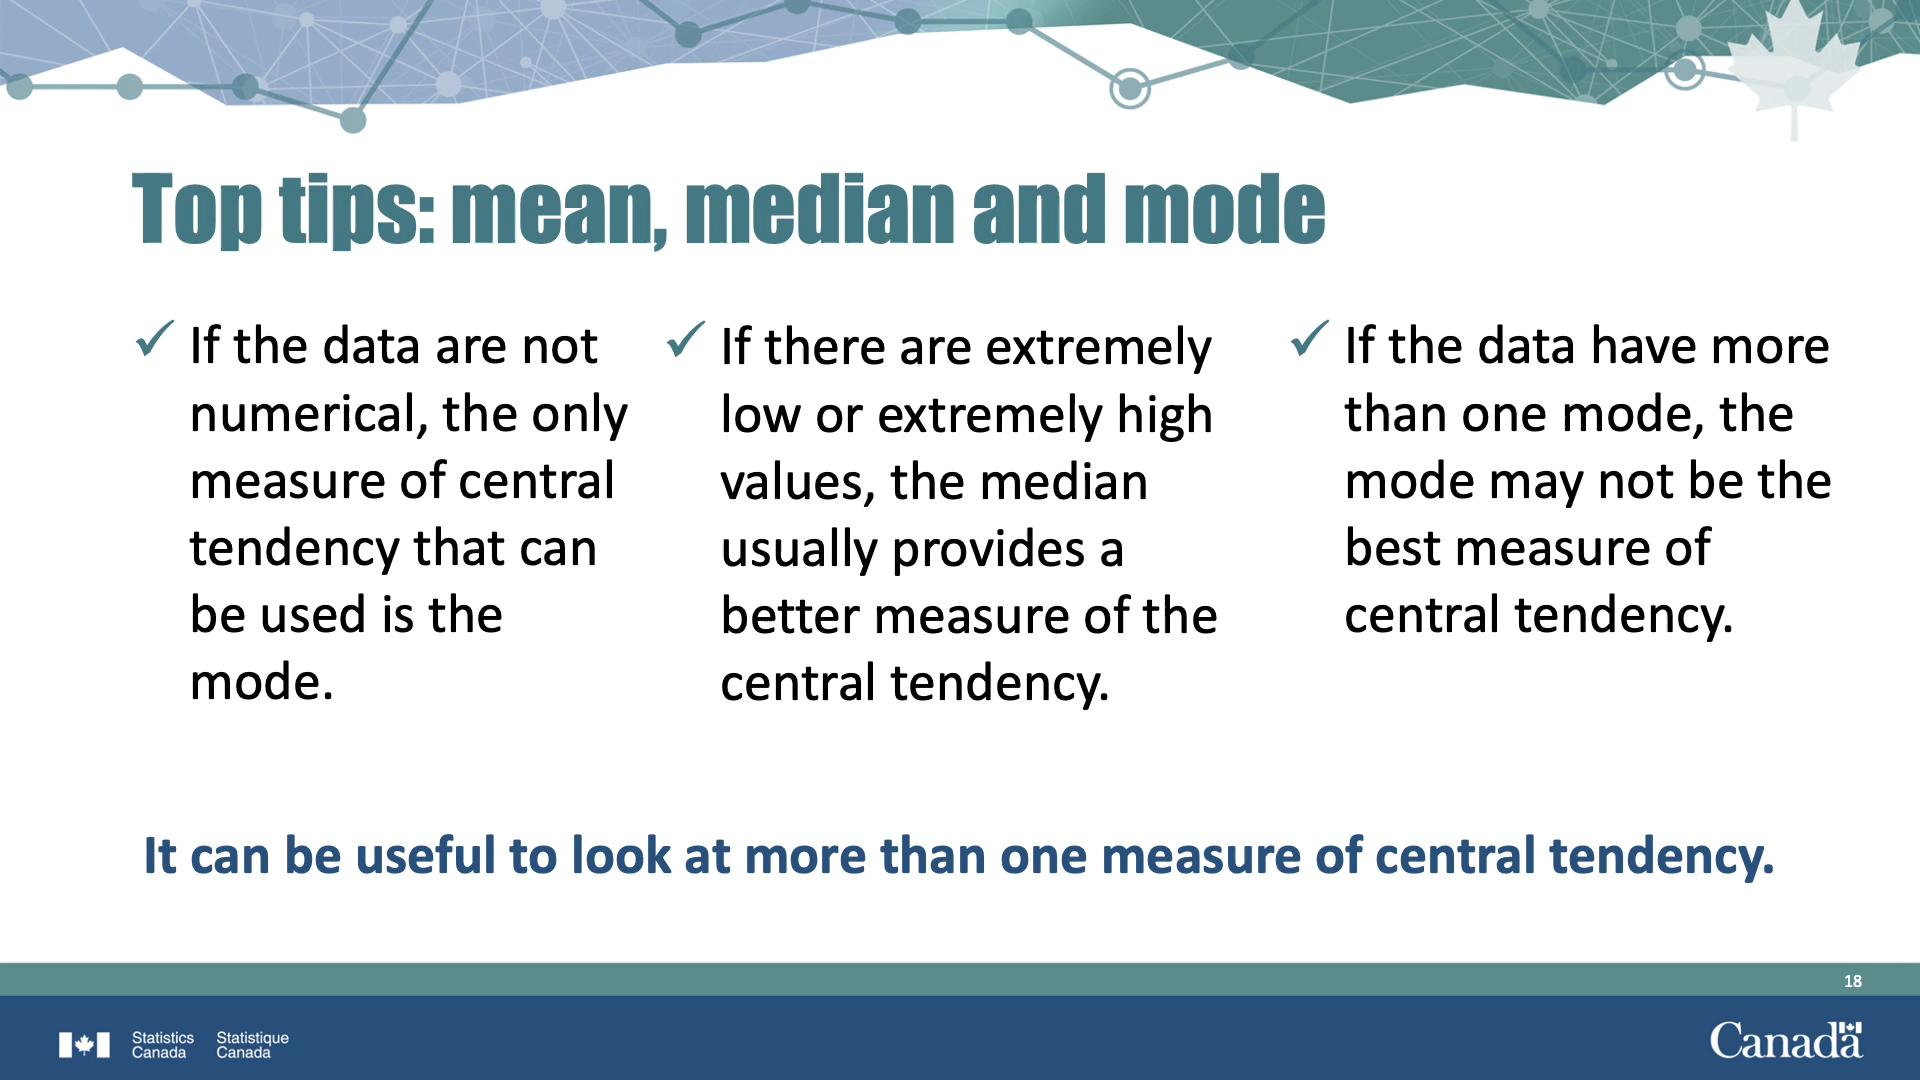 Top tips: mean, median and mode
✓ If the data are not
numerical, the only
measure of central
tendency that can
be used is the
mode.
✓ If there are extremely
low or extremely high
values, the median
usually provides a
better measure of the
central tendency.
✓ If the data have more
than one mode, the
mode may not be the
best measure of
central tendency.
It can be useful to look at more than one measure of central tendency.
18
Statistics
Canada
Statistique
Canada
Canada